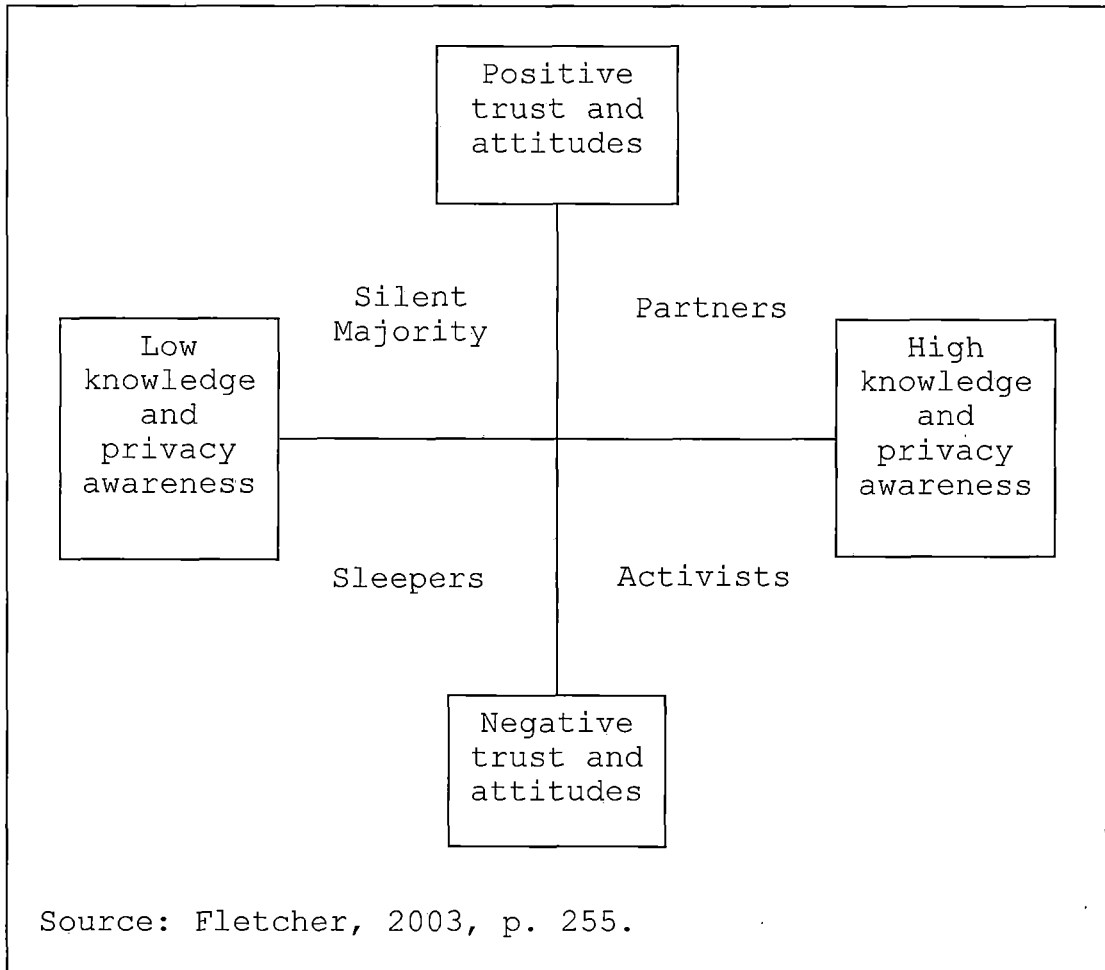 Positive
trust and
attitudes
Silent
Majority
Partners
Low
knowledge
and
privacy
awareness
High
knowledge
and
privacy
awareness
Sleepers
Activists
Negative
trust and
attitudes
Source: Fletcher, 2003, p. 255.